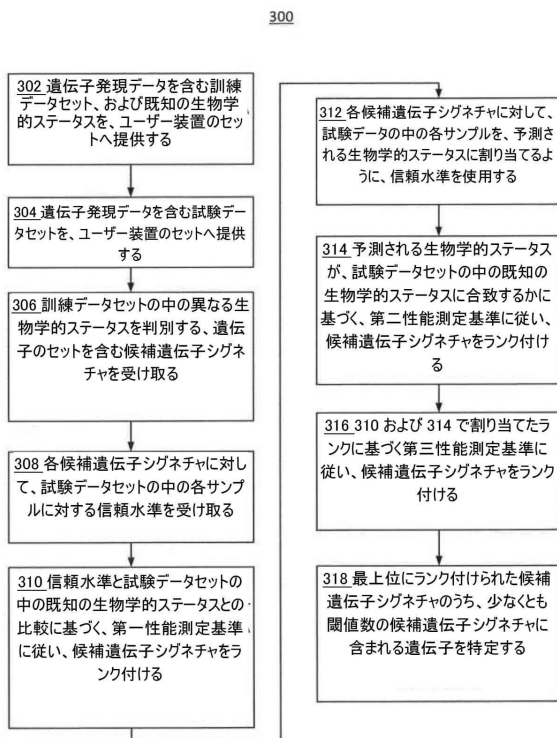 300
302 遺伝子発現データを含む訓練
データセット、および既知の生物学
的ステータスを、ユーザー装置のセッ
トへ提供する
304 遺伝子発現データを含む試験デー
タセットを、ユーザー装置のセットへ提供
する
306 訓練データセットの中の異なる生
物学的ステータスを判別する、遺伝
子のセットを含む候補遺伝子シグネ
チャを受け取る
308 各候補遺伝子シグネチャに対し
て、試験データセットの中の各サンプ
ルに対する信頼水準を受け取る
310 信頼水準と試験データセットの
中の既知の生物学的ステータスとの
比較に基づく、第一性能測定基準
に従い、候補遺伝子シグネチャをラ
ンク付ける
312 各候補遺伝子シグネチャに対して、
試験データの中の各サンプルを、予測さ
れる生物学的ステータスに割り当てるよ
うに、信頼水準を使用する
314 予測される生物学的ステータス
が、試験データセットの中の既知の
生物学的ステータスに合致するかに
基づく、第二性能測定基準に従い、
候補遺伝子シグネチャをランク付け
る
316 310 および 314 で割り当てたラ
ンクに基づく第三性能測定基準に
従い、候補遺伝子シグネチャをランク
付ける
318 最上位にランク付けられた候補
遺伝子シグネチャのうち、少なくとも
閾値数の候補遺伝子シグネチャに
含まれる遺伝子を特定する